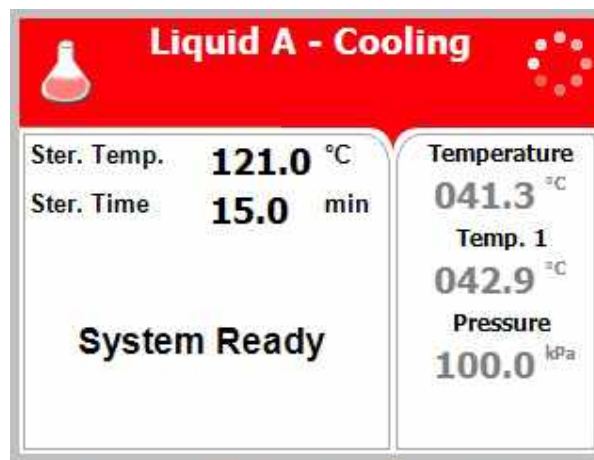 Liquid A - Cooling
Ster. Temp. 121.0 °C
Ster. Time 15.0 min
System Ready
Temperature
041.3 °C
Temp. 1
042.9 °C
Pressure
100.0 kPa